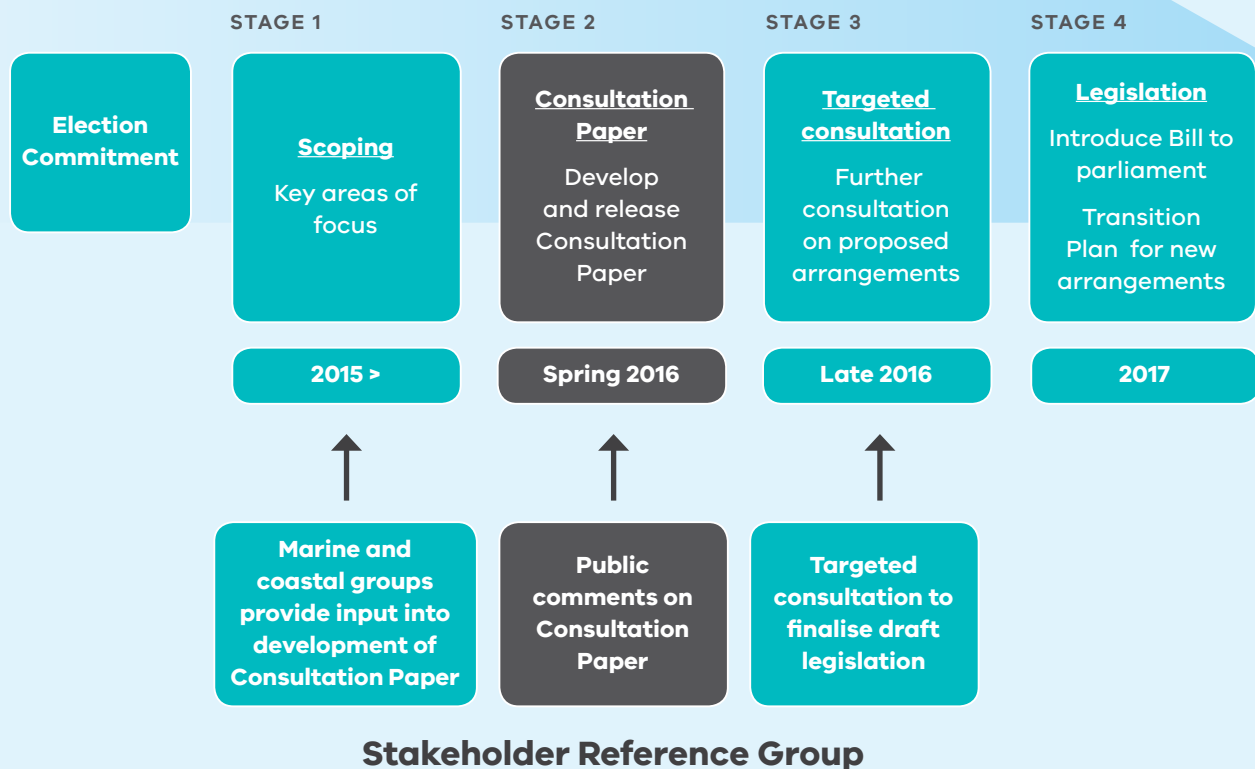 STAGE 1
STAGE 2
STAGE 3
STAGE 4
Election
Commitment
Scoping
Key areas of
focus
Consultation
Paper
Develop
and release
Consultation
Paper
Targeted
consultation
Further
consultation
on proposed
arrangements
Legislation
Introduce Bill to
parliament
Transition
Plan for new
arrangements
2015 >
Spring 2016
Late 2016
2017
Marine and
coastal groups
provide input into
development of
Consultation Paper
Public
comments on
Consultation
Paper
Targeted
consultation to
finalise draft
legislation
Stakeholder Reference Group